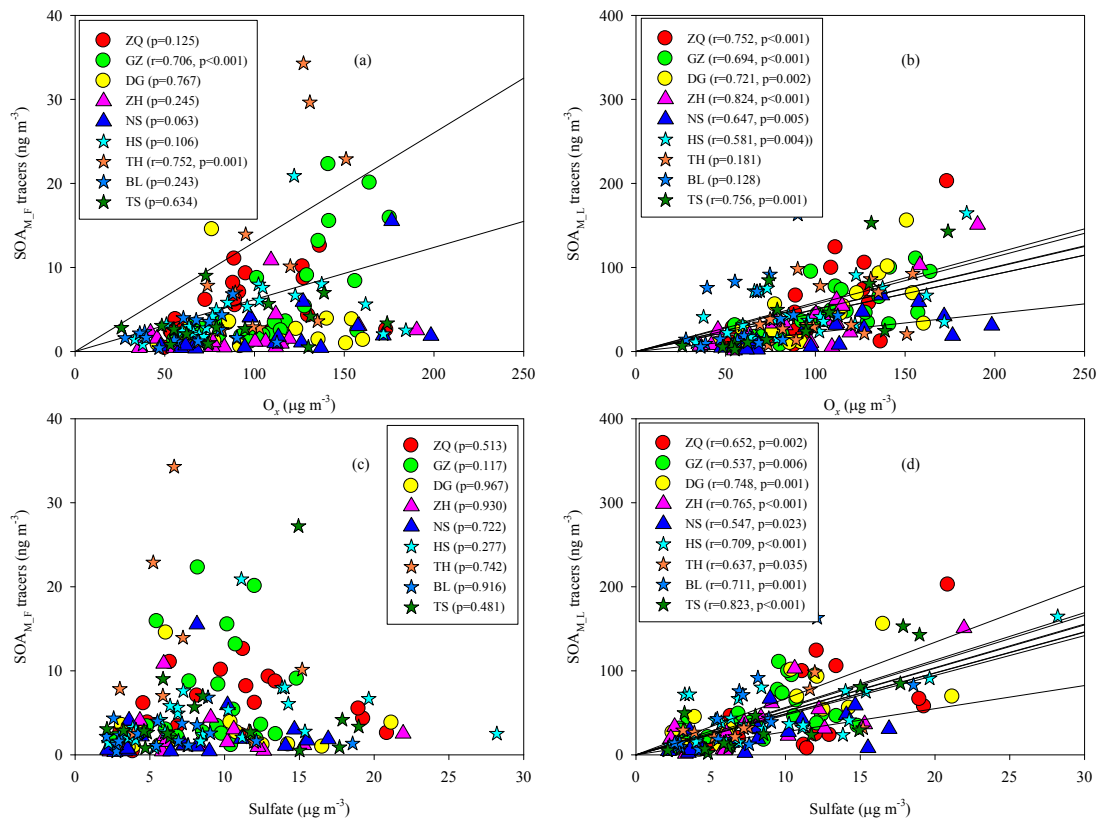 (a)
ZQ (p=0.125)
GZ (r=0.706, p<0.001)
DG (p=0.767)
ZH (p=0.245)
NS (p=0.063)
HS (p=0.106)
TH (r=0.752, p=0.001)
BL (p=0.243)
TS (p=0.634)
SOA_M_F tracers (ng m-3)
40
30
20
10
0
0 50 100 150 200 250
Ox (µg m-3)
(b)
ZQ (r=0.752, p<0.001)
GZ (r=0.694, p<0.001)
DG (r=0.721, p=0.002)
ZH (r=0.824, p<0.001)
NS (r=0.647, p=0.005)
HS (r=0.581, p=0.004))
TH (p=0.181)
BL (p=0.128)
TS (r=0.756, p=0.001)
SOA_M_L tracers (ng m-3)
400
300
200
100
0
0 50 100 150 200 250
Ox (µg m-3)
(c)
ZQ (p=0.513)
GZ (p=0.117)
DG (p=0.967)
ZH (p=0.930)
NS (p=0.722)
HS (p=0.277)
TH (p=0.742)
BL (p=0.916)
TS (p=0.481)
SOA_M_F tracers (ng m-3)
40
30
20
10
0
0 5 10 15 20 25 30
Sulfate (µg m-3)
(d)
ZQ (r=0.652, p=0.002)
GZ (r=0.537, p=0.006)
DG (r=0.748, p=0.001)
ZH (r=0.765, p<0.001)
NS (r=0.547, p=0.023)
HS (r=0.709, p<0.001)
TH (r=0.637, p=0.035)
BL (r=0.711, p=0.001)
TS (r=0.823, p<0.001)
SOA_M_L tracers (ng m-3)
400
300
200
100
0
0 5 10 15 20 25 30
Sulfate (µg m-3)